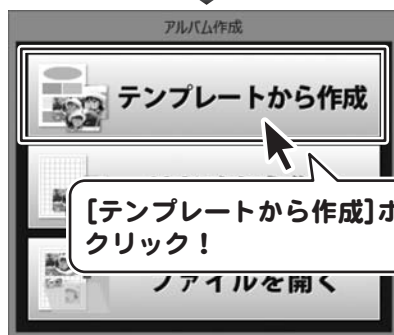 アルバム作成
テンプレートから作成
[テンプレートから作成]ボ
クリック！
ファイルを開く